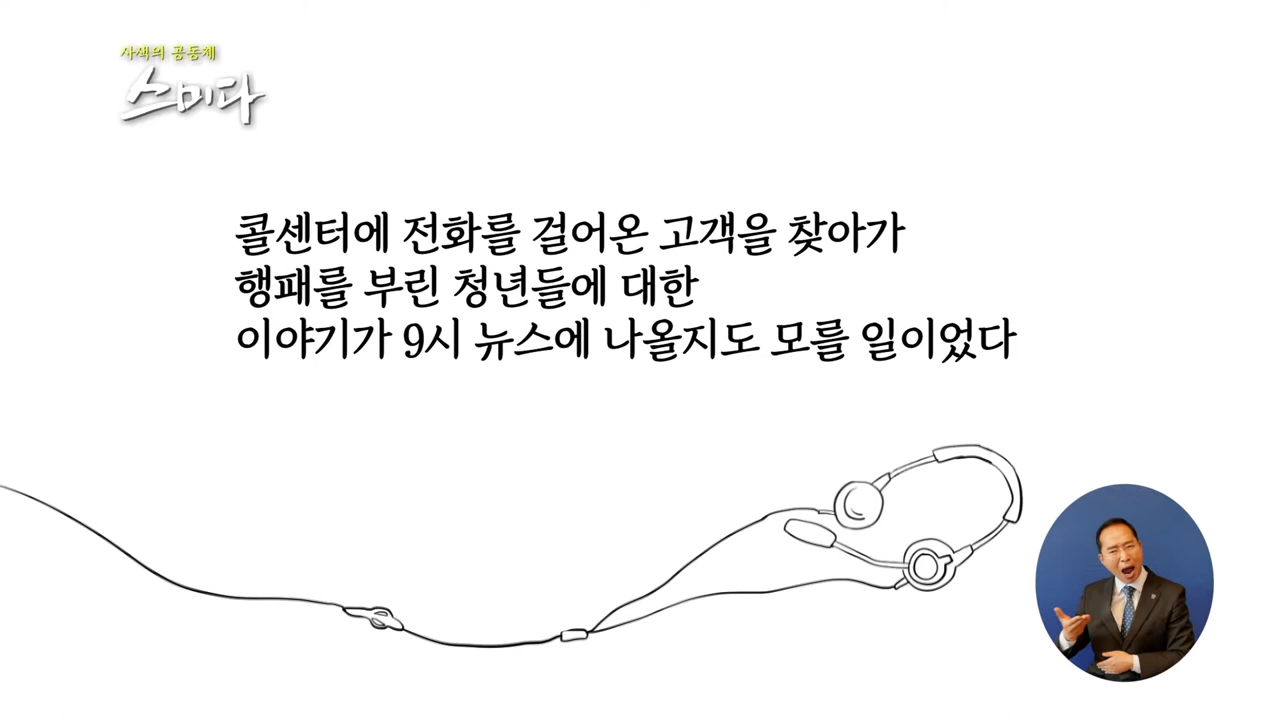 사색의 공동체
스미다
콜센터에 전화를 걸어온 고객을 찾아가
행패를 부린 청년들에 대한
이야기가 9시 뉴스에 나올지도 모를 일이었다